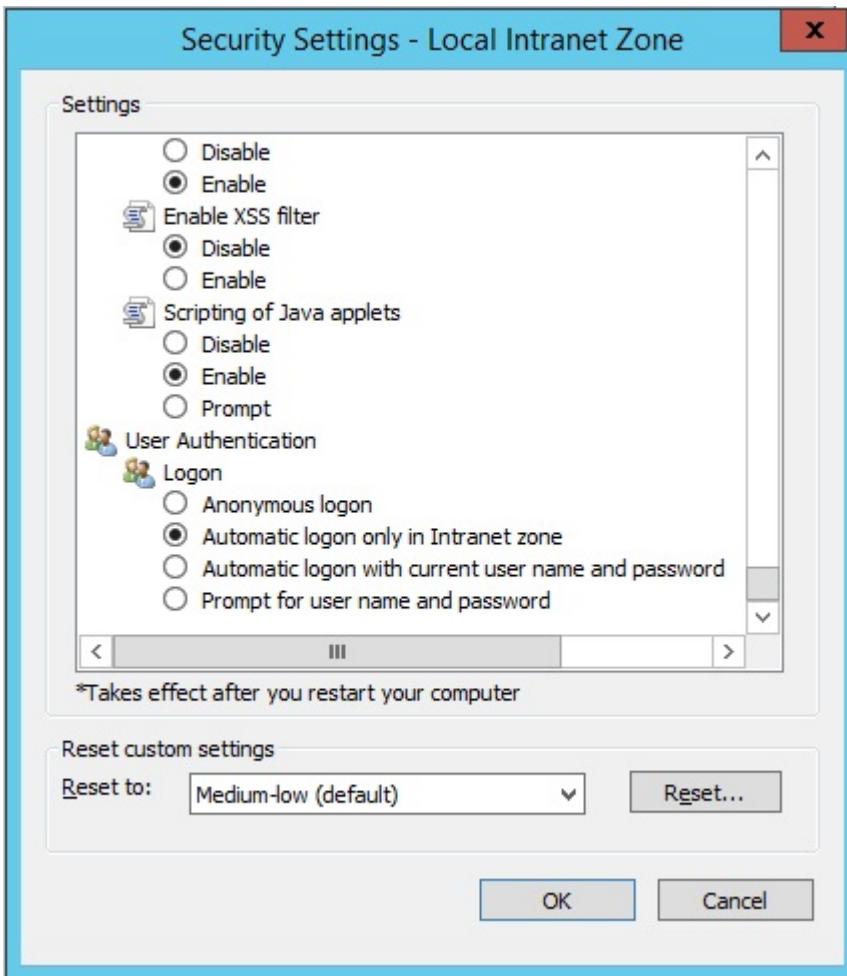 Security Settings - Local Intranet Zone
x
Settings
Disable
Enable
Enable XSS filter
Disable
Enable
Scripting of Java applets
Disable
Enable
Prompt
User Authentication
Logon
Anonymous logon
Automatic logon only in Intranet zone
Automatic logon with current user name and password
Prompt for user name and password
*Takes effect after you restart your computer
Reset custom settings
Reset to: Medium-low (default) Reset...
OK Cancel